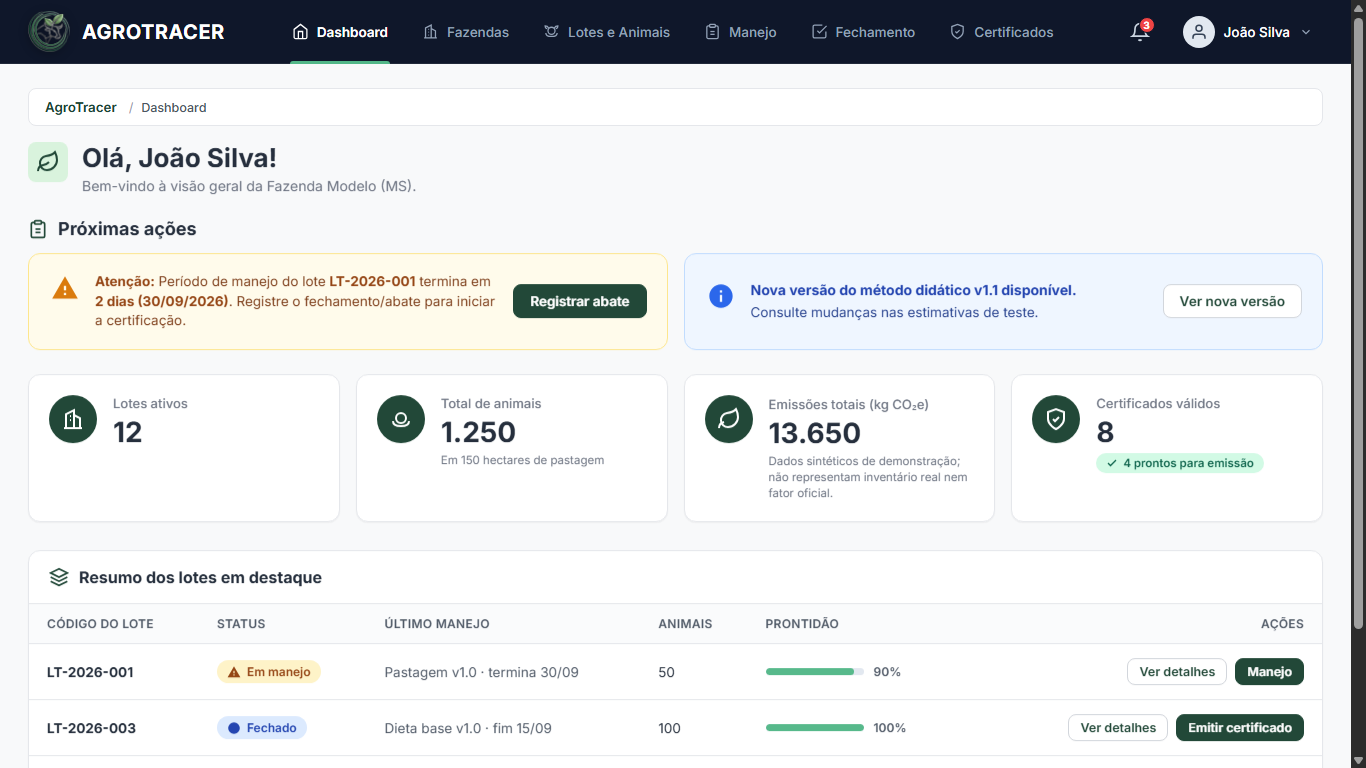 AGROTRACER
Dashboard
Fazendas
Lotes e Animais
Manejo
Fechamento
Certificados
3
João Silva
AgroTracer / Dashboard
Olá, João Silva!
Bem-vindo à visão geral da Fazenda Modelo (MS).
Próximas ações
Atenção: Período de manejo do lote LT-2026-001 termina em
2 dias (30/09/2026). Registre o fechamento/abate para iniciar
a certificação.
Registrar abate
Nova versão do método didático v1.1 disponível.
Consulte mudanças nas estimativas de teste.
Ver nova versão
Lotes ativos
12
Total de animais
1.250
Em 150 hectares de pastagem
Emissões totais (kg CO₂e)
13.650
Dados sintéticos de demonstração;
não representam inventário real nem
fator oficial.
Certificados válidos
8
4 prontos para emissão
Resumo dos lotes em destaque
CÓDIGO DO LOTE STATUS ÚLTIMO MANEJO ANIMAIS PRONTIDÃO AÇÕES
LT-2026-001 Em manejo Pastagem v1.0 · termina 30/09 50 90% Ver detalhes Manejo
LT-2026-003 Fechado Dieta base v1.0 · fim 15/09 100 100% Ver detalhes Emitir certificado